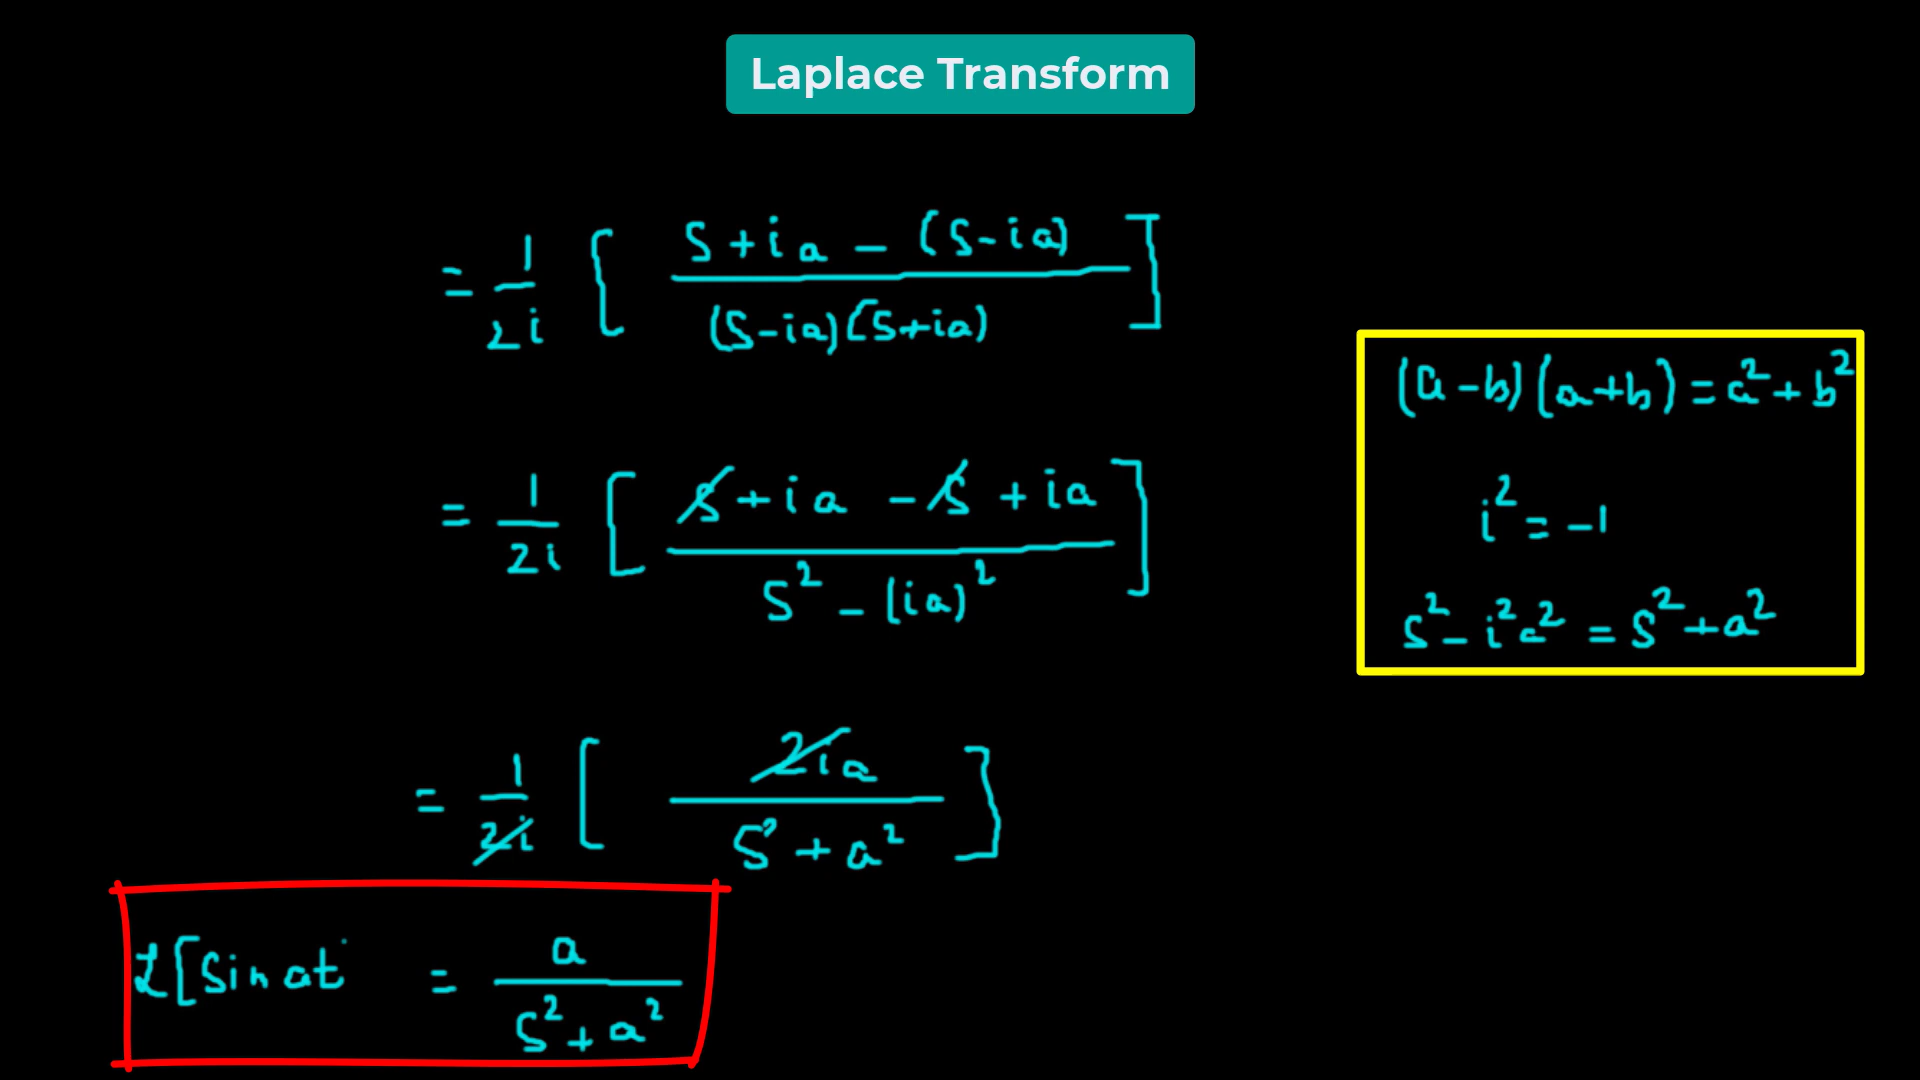 Laplace Transform
= 1/2i [ S + ia - (S - ia) / (S - ia)(S + ia) ]
(a - b)(a + b) = a² + b²
= 1/2i [ S + ia - S + ia / S² - (ia)² ]
i² = -1
S² - i²a² = S² + a²
= 1/2i [ 2ia / S² + a² ]
L[Sin at = a / S² + a²